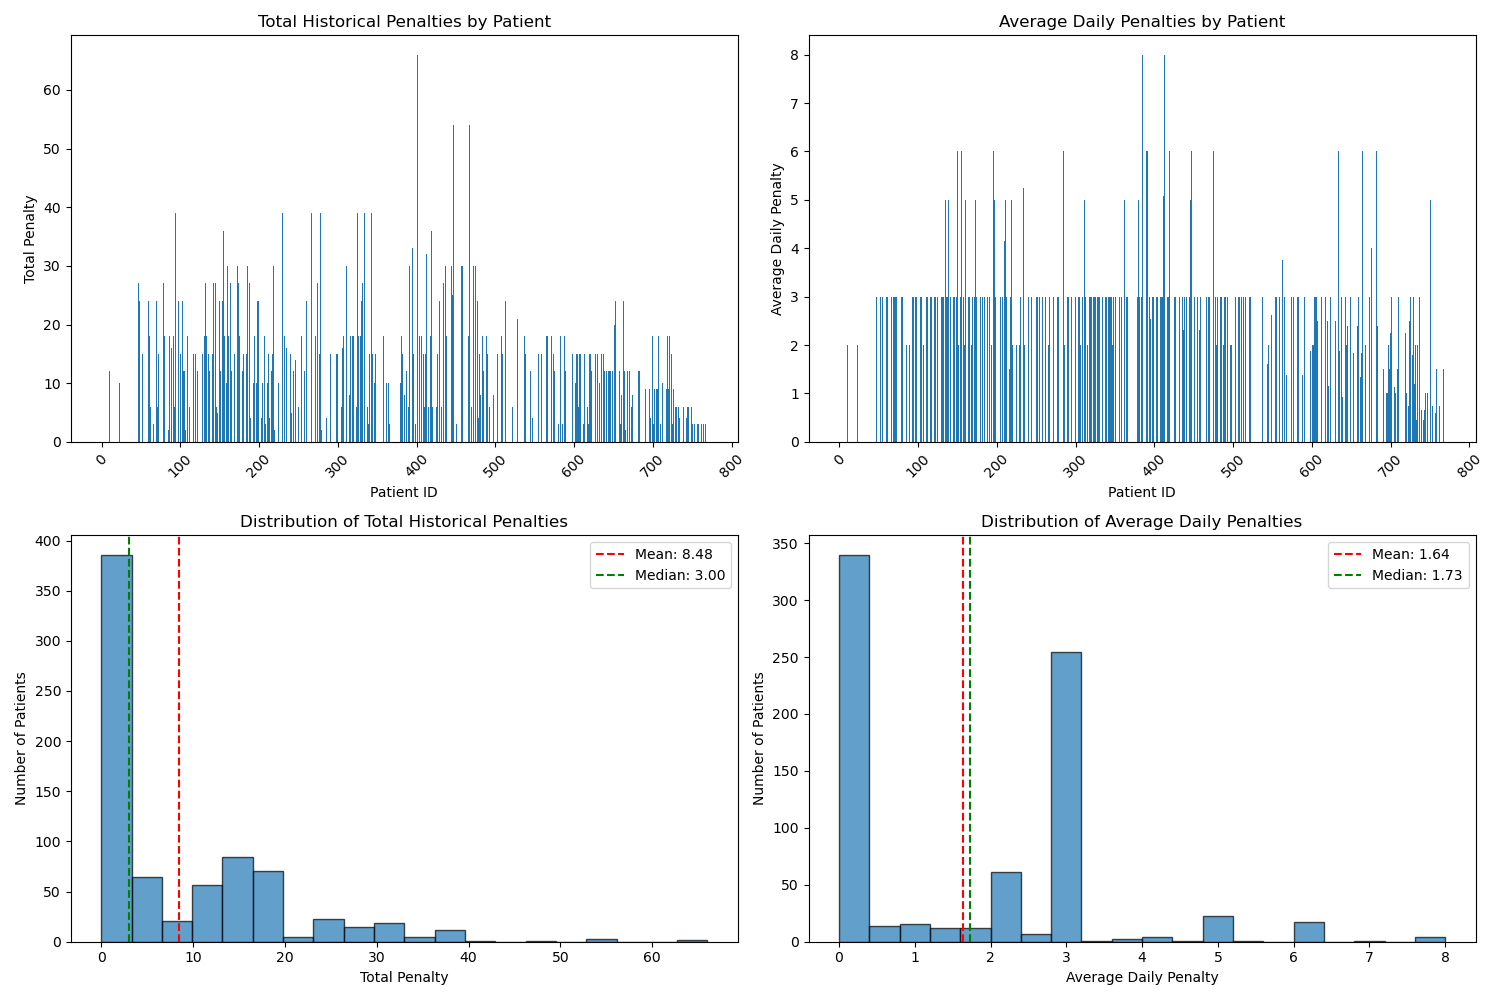 Total Historical Penalties by Patient
Total Penalty
60
50
40
30
20
10
0
0 100 200 300 400 500 600 700 800
Patient ID
Average Daily Penalties by Patient
Average Daily Penalty
8
7
6
5
4
3
2
1
0
0 100 200 300 400 500 600 700 800
Patient ID
Distribution of Total Historical Penalties
Mean: 8.48
Median: 3.00
Number of Patients
400
350
300
250
200
150
100
50
0
0 10 20 30 40 50 60
Total Penalty
Distribution of Average Daily Penalties
Mean: 1.64
Median: 1.73
Number of Patients
350
300
250
200
150
100
50
0
0 1 2 3 4 5 6 7 8
Average Daily Penalty